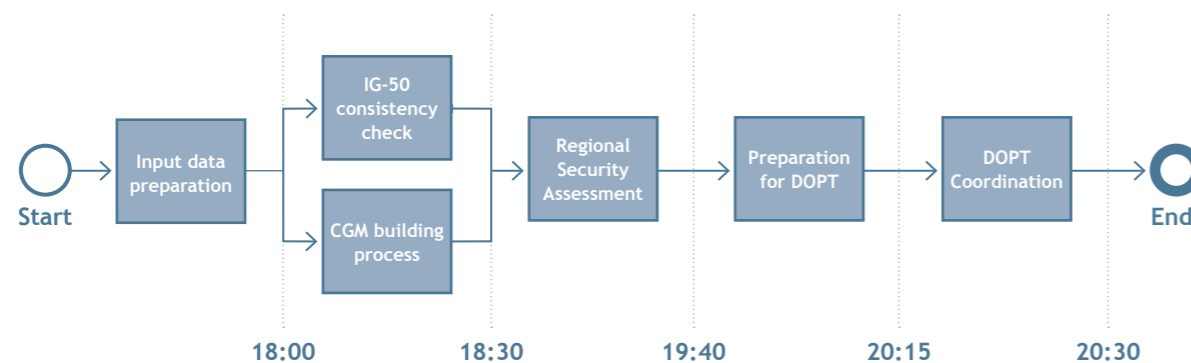 IG-50
consistency
check
Input data
preparation
Regional
Security
Assessment
Preparation
for DOPT
DOPT
Coordination
Start
CGM building
process
End
18:00
18:30
19:40
20:15
20:30